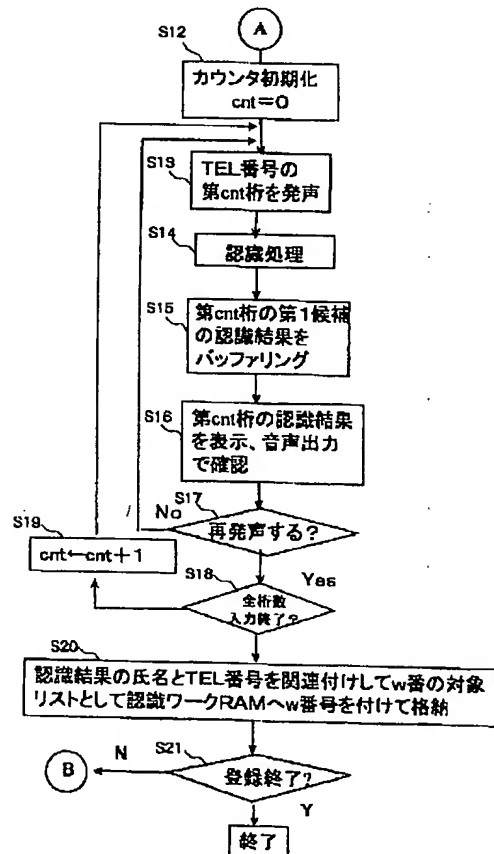 A
S12
カウンタ初期化
cnt=0
S13
TEL番号の
第cnt桁を発声
S14
認識処理
S15
第cnt桁の第1候補
の認識結果を
バッファリング
S16
第cnt桁の認識結果
を表示、音声出力
で確認
S17
No
再発声する?
S19
cnt←cnt+1
Yes
S18
全桁数
入力終了?
S20
認識結果の氏名とTEL番号を関連付けしてw番の対象
リストとして認識ワークRAMへw番号を付けて格納
S21
B
N
登録終了?
Y
終了